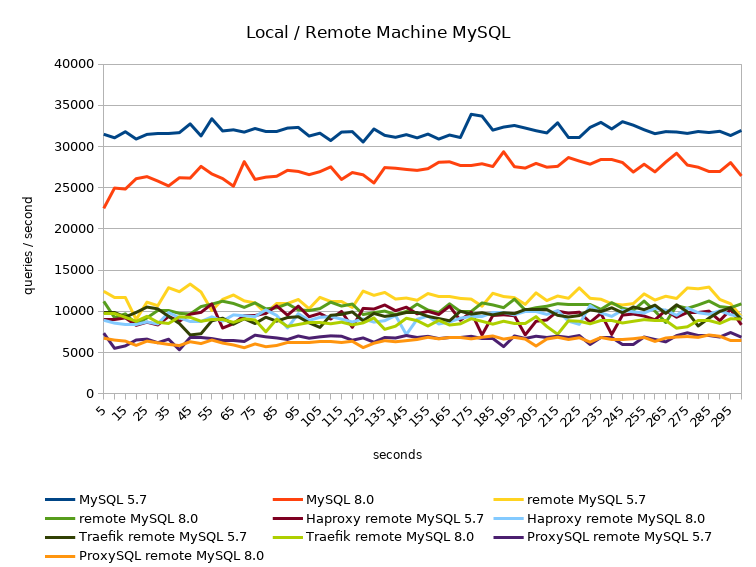 Local / Remote Machine MySQL
queries / second
40000
35000
30000
25000
20000
15000
10000
5000
0
5 15 25 35 45 55 65 75 85 95 105 115 125 135 145 155 165 175 185 195 205 215 225 235 245 255 265 275 285 295
seconds
MySQL 5.7 MySQL 8.0 remote MySQL 5.7
remote MySQL 8.0 Haproxy remote MySQL 5.7 Haproxy remote MySQL 8.0
Traefik remote MySQL 5.7 Traefik remote MySQL 8.0 ProxySQL remote MySQL 5.7
ProxySQL remote MySQL 8.0